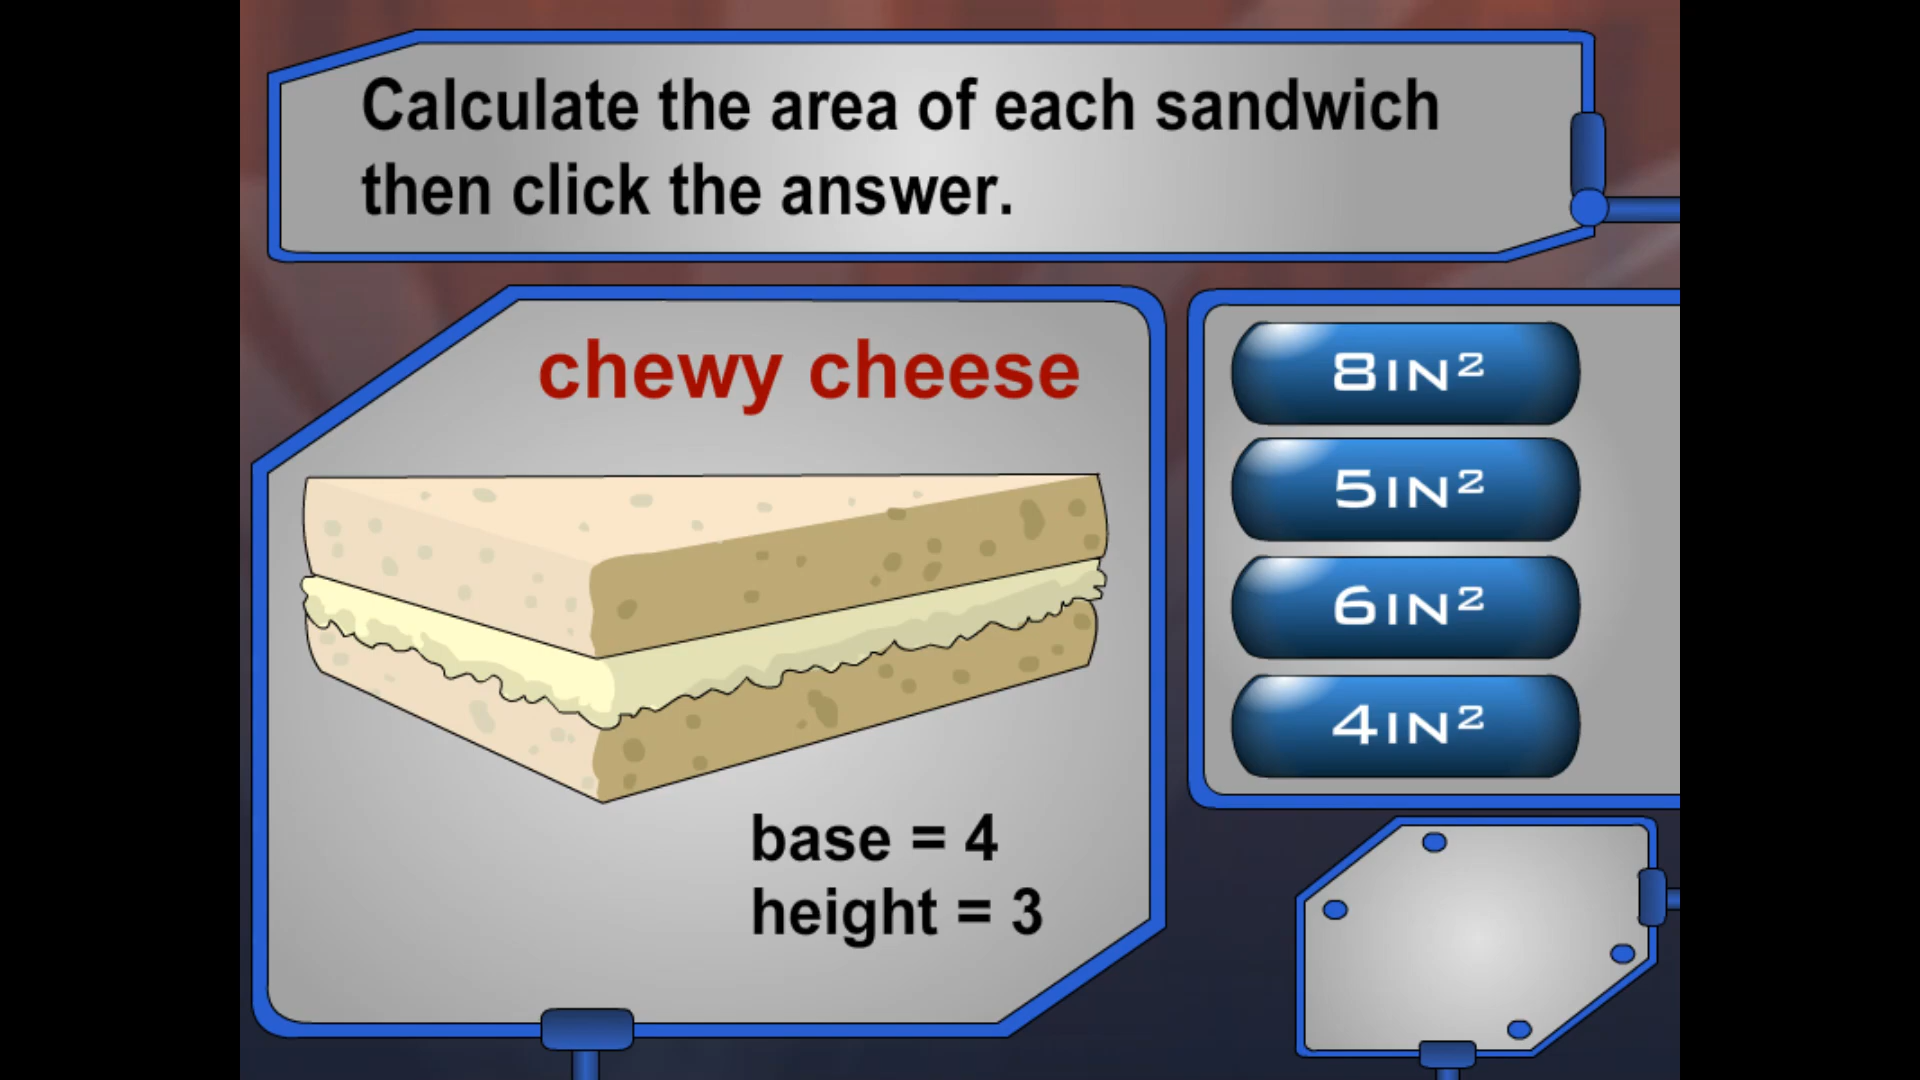 Calculate the area of each sandwich
then click the answer.
chewy cheese
base = 4
height = 3
8IN²
5IN²
6IN²
4IN²